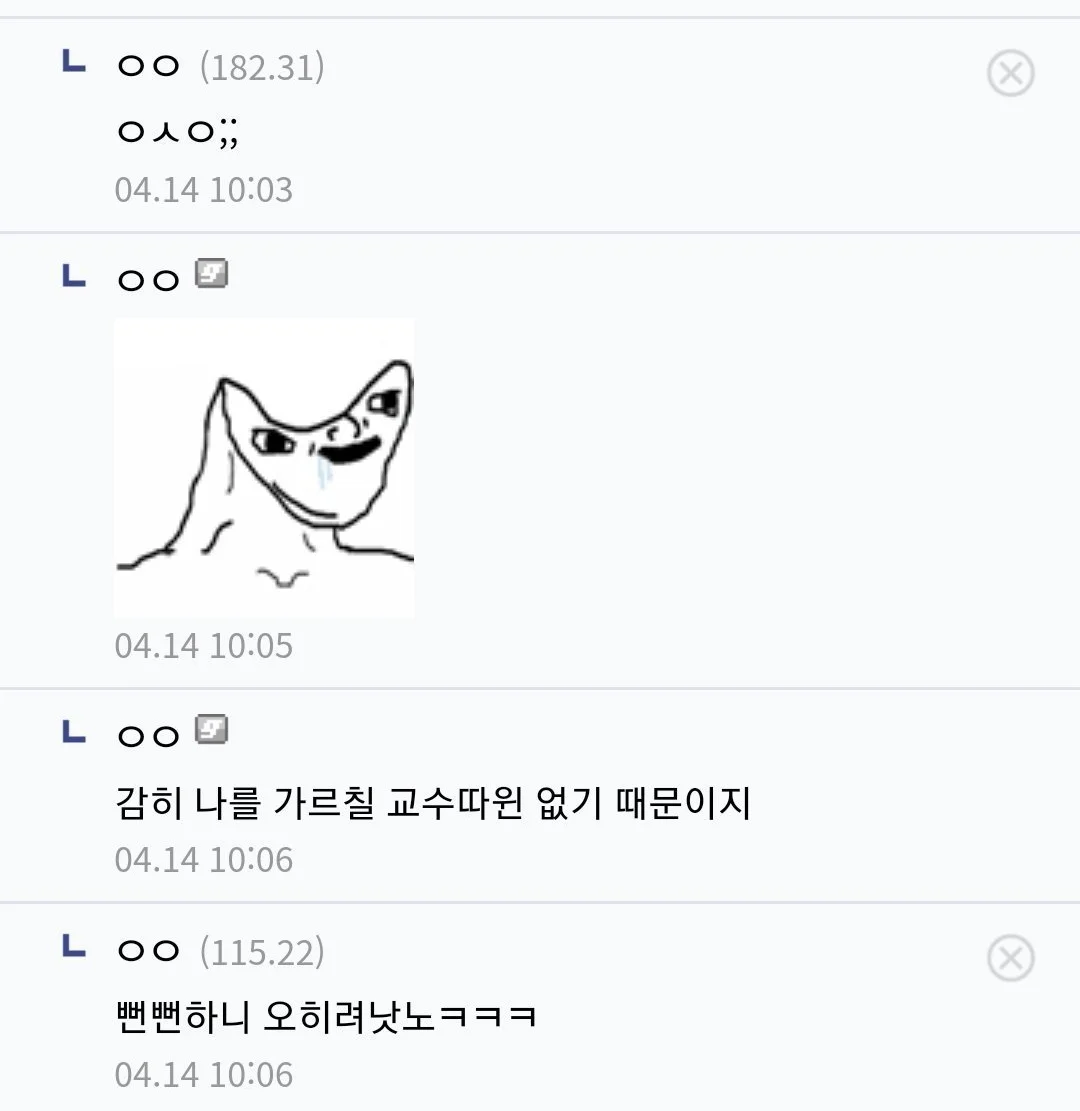 ㄴ ㅇㅇ (182.31)
ㅇㅅㅇ;;
04.14 10:03
ㄴ ㅇㅇ
04.14 10:05
ㄴ ㅇㅇ
감히 나를 가르칠 교수따윈 없기 때문이지
04.14 10:06
ㄴ ㅇㅇ (115.22)
뻔뻔하니 오히려낫노ㅋㅋㅋ
04.14 10:06